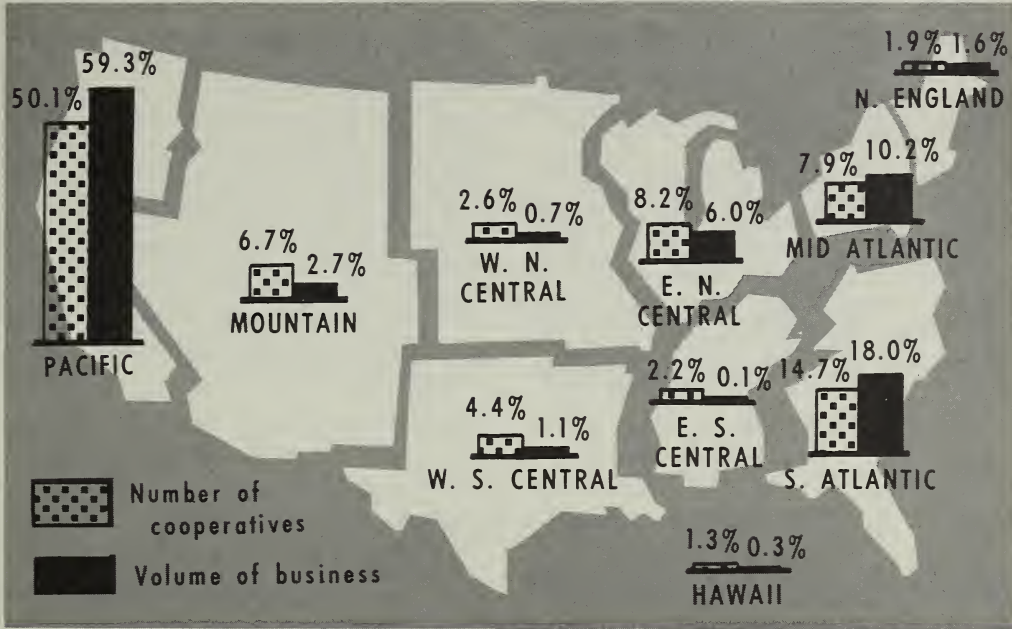 59.3%
50.1%
PACIFIC
6.7%
2.7%
MOUNTAIN
2.6%
0.7%
W. N.
CENTRAL
8.2%
6.0%
E. N.
CENTRAL
1.9% 1.6%
N. ENGLAND
7.9% 10.2%
MID ATLANTIC
4.4%
1.1%
W. S. CENTRAL
2.2% 0.1%
E. S.
CENTRAL
14.7% 18.0%
S. ATLANTIC
1.3% 0.3%
HAWAII
Number of
cooperatives
Volume of business